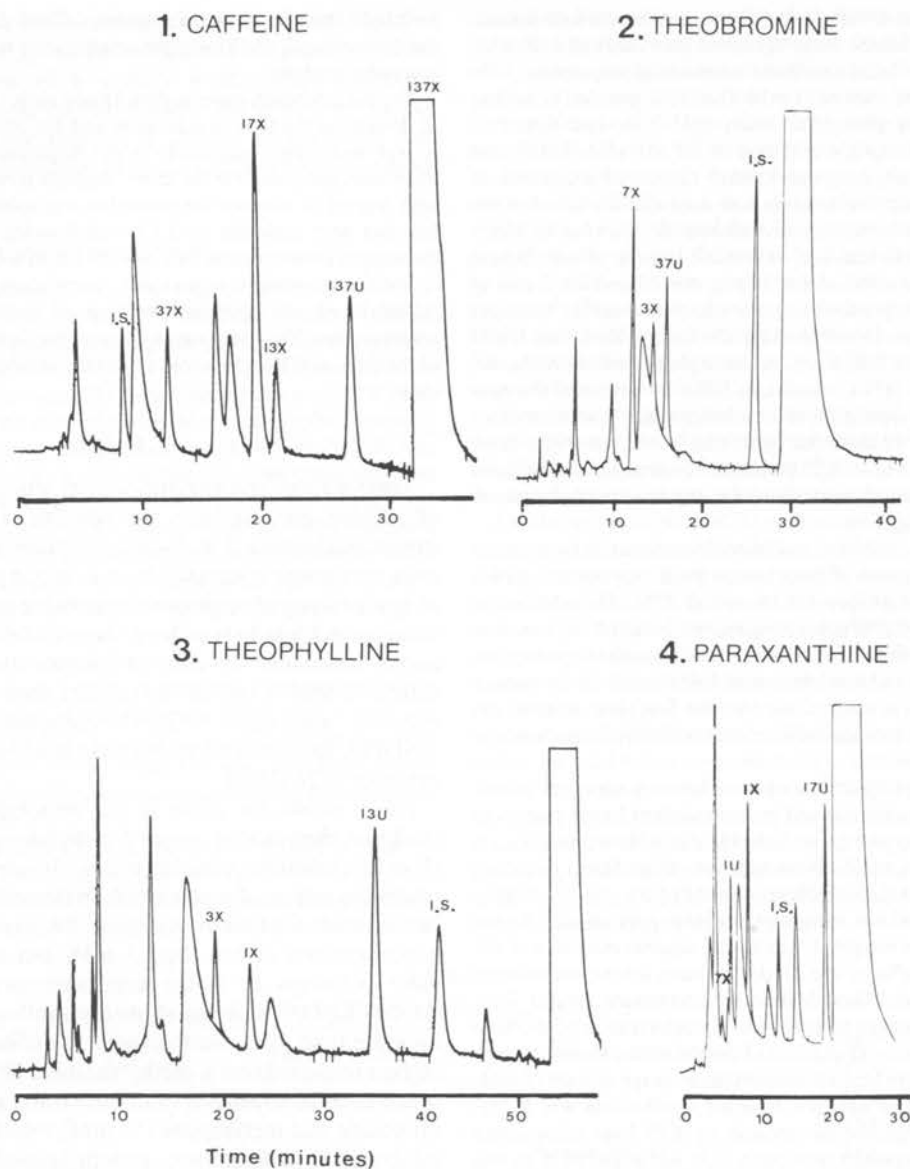 1. CAFFEINE
137X
17X
137U
I.S.
37X
13X
0 10 20 30
2. THEOBROMINE
I.S.
7X
37U
3X
0 10 20 30 40
3. THEOPHYLLINE
13U
I.S.
3X
1X
0 10 20 30 40 50
Time (minutes)
4. PARAXANTHINE
1X
17U
1U
I.S.
7X
0 10 20 30